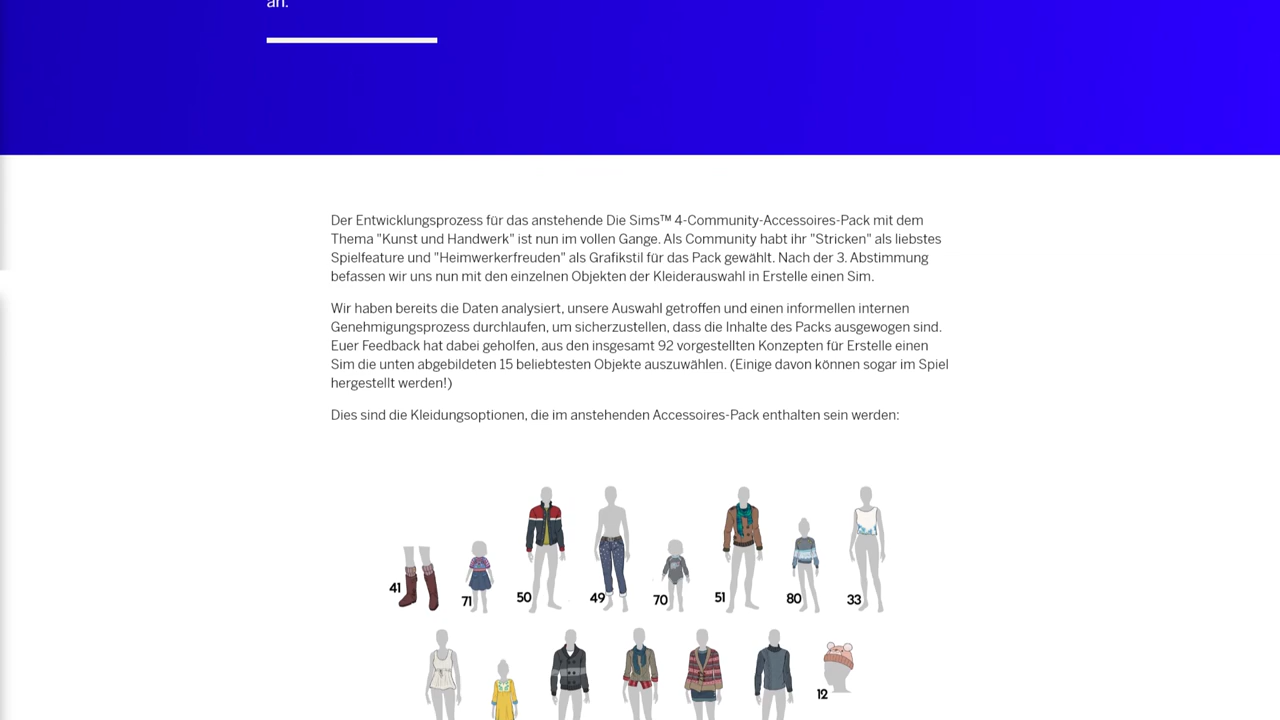 an.
Der Entwicklungsprozess für das anstehende Die Sims™ 4-Community-Accessoires-Pack mit dem
Thema "Kunst und Handwerk" ist nun im vollen Gange. Als Community habt ihr "Stricken" als liebstes
Spielfeature und "Heimwerkerfreuden" als Grafikstil für das Pack gewählt. Nach der 3. Abstimmung
befassen wir uns nun mit den einzelnen Objekten der Kleiderauswahl in Erstelle einen Sim.
Wir haben bereits die Daten analysiert, unsere Auswahl getroffen und einen informellen internen
Genehmigungsprozess durchlaufen, um sicherzustellen, dass die Inhalte des Packs ausgewogen sind.
Euer Feedback hat dabei geholfen, aus den insgesamt 92 vorgestellten Konzepten für Erstelle einen
Sim die unten abgebildeten 15 beliebtesten Objekte auszuwählen. (Einige davon können sogar im Spiel
hergestellt werden!)
Dies sind die Kleidungsoptionen, die im anstehenden Accessoires-Pack enthalten sein werden:
41 71 50 49 70 51 80 33
12